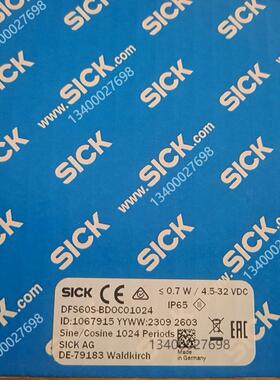 SICK
www.sick.com
13400027698
SICK
www.sick.com
SICK
www.sick.com
13400027698
SICK
www.sick.com
SICK
13400027698
SICK CE ≤ 0.7 W / 4.5-32 VDC
DFS60S-BDOC01024 IP65
ID:1067915 YYWW:2309 2603
Sine/Cosine 1024 Periods
SICK AG
DE-79183 Waldkirch
Made in
Germany
EAC
13400027698